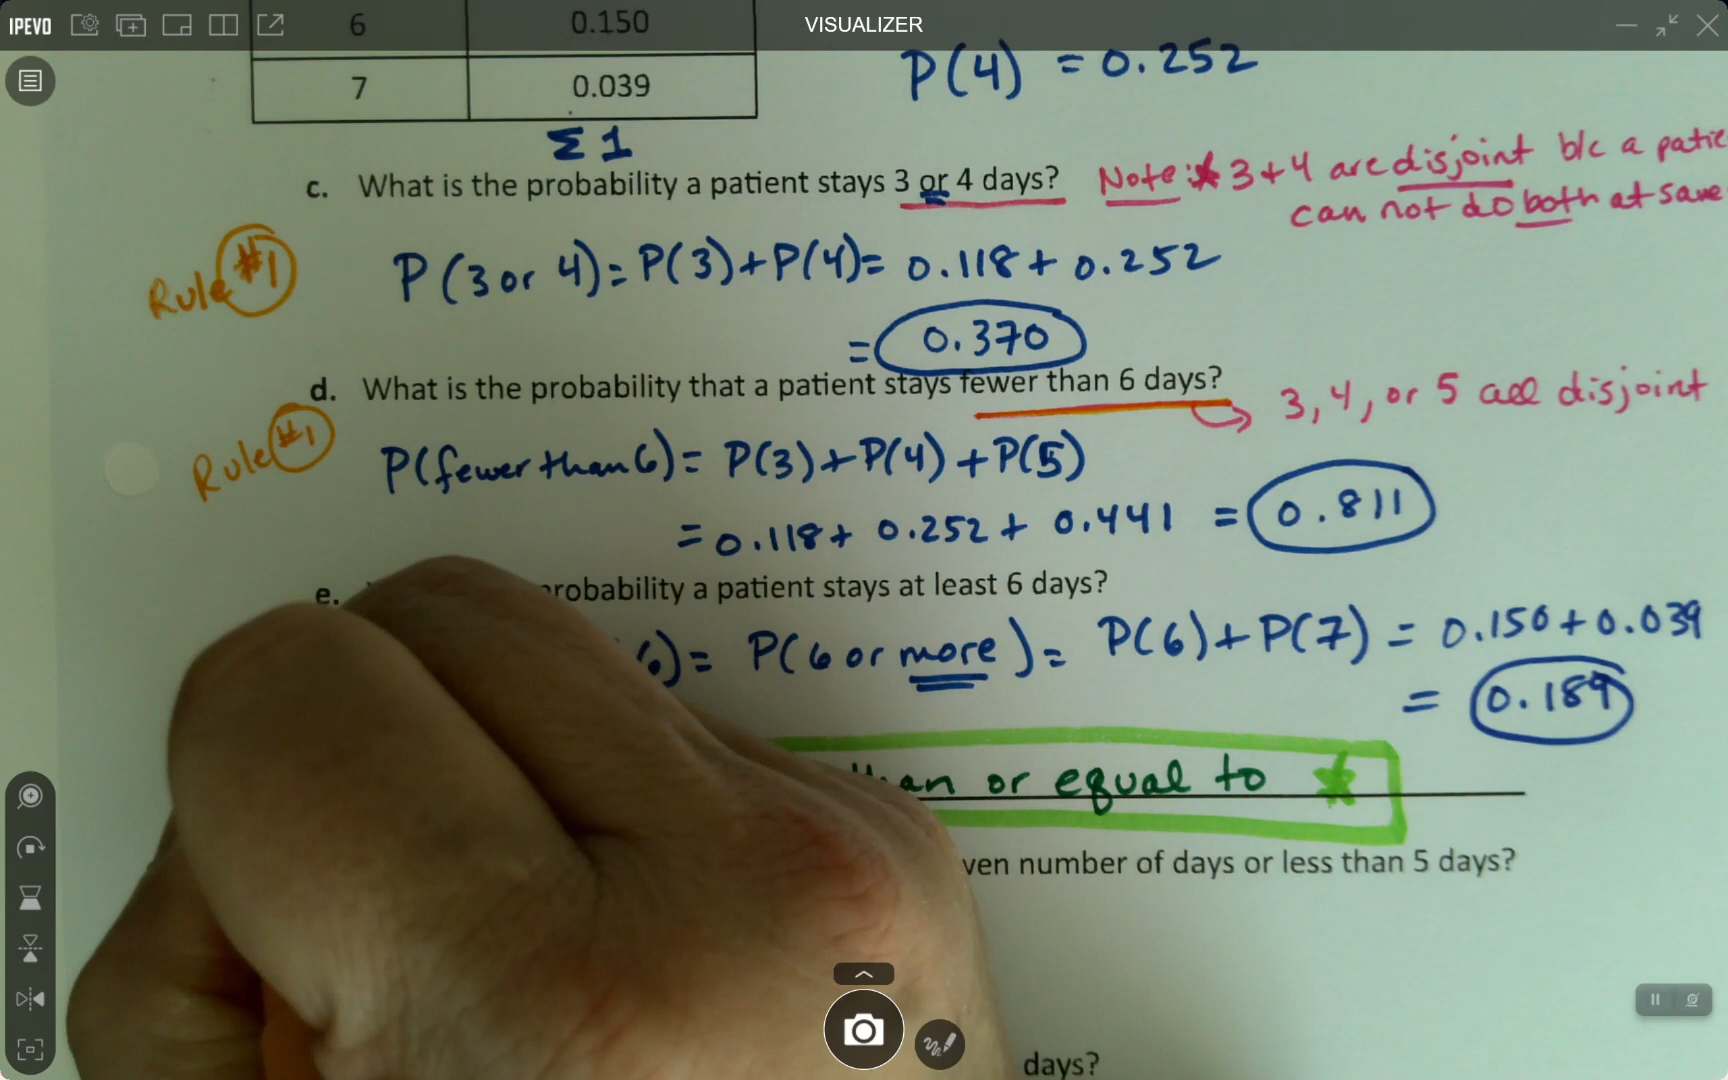 IPEVO
VISUALIZER
6 0.150
7 0.039
Σ 1
P(4) = 0.252
c. What is the probability a patient stays 3 or 4 days?
Note: * 3+4 are disjoint b/c a patie
can not do both at same
Rule #1
P(3 or 4) = P(3)+P(4)= 0.118 + 0.252
= 0.370
d. What is the probability that a patient stays fewer than 6 days?
3, 4, or 5 all disjoint
Rule #1
P(fewer than 6) = P(3)+P(4)+P(5)
= 0.118+ 0.252 + 0.441 = 0.811
e. robability a patient stays at least 6 days?
6)= P(6 or more)= P(6)+P(7) = 0.150+0.039
= 0.189
han or equal to *
ven number of days or less than 5 days?
days?